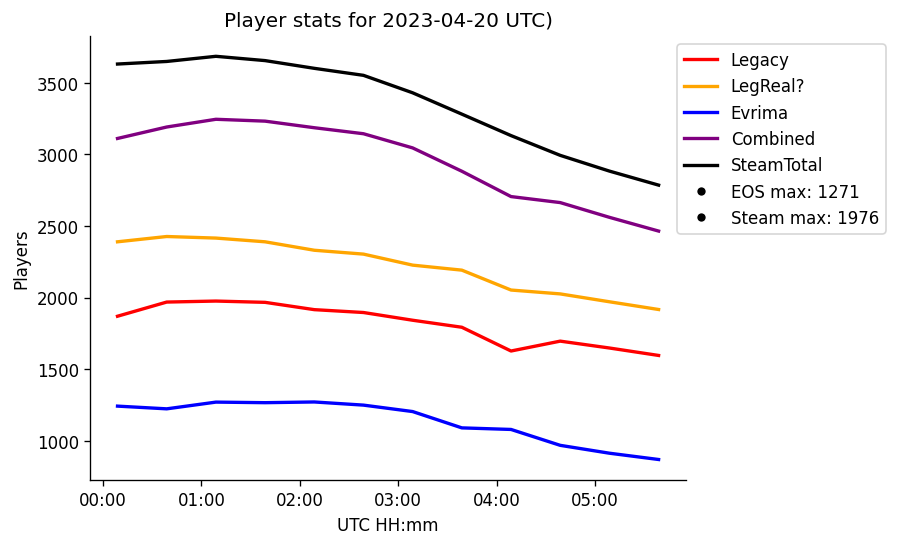 Player stats for 2023-04-20 UTC)
Legacy
LegReal?
Evrima
Combined
SteamTotal
EOS max: 1271
Steam max: 1976
Players
3500
3000
2500
2000
1500
1000
00:00 01:00 02:00 03:00 04:00 05:00
UTC HH:mm